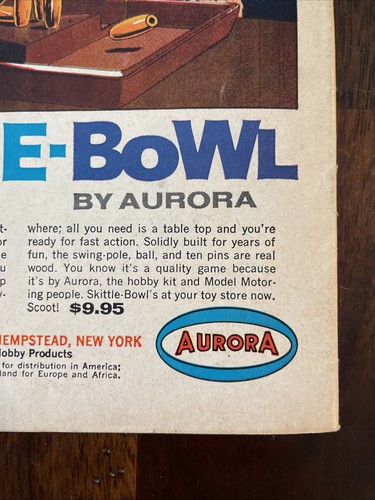 E-BoWL
BY AURORA
t-
where; all you need is a table top and you're
or
ready for fast action. Solidly built for years of
e
fun, the swing-pole, ball, and ten pins are real
u
wood. You know it's a quality game because
p
it's by Aurora, the hobby kit and Model Motor-
y-
ing people. Skittle-Bowl's at your toy store now.
Scoot! $9.95
HEMPSTEAD, NEW YORK
Hobby Products
for distribution in America;
land for Europe and Africa.
AURORA